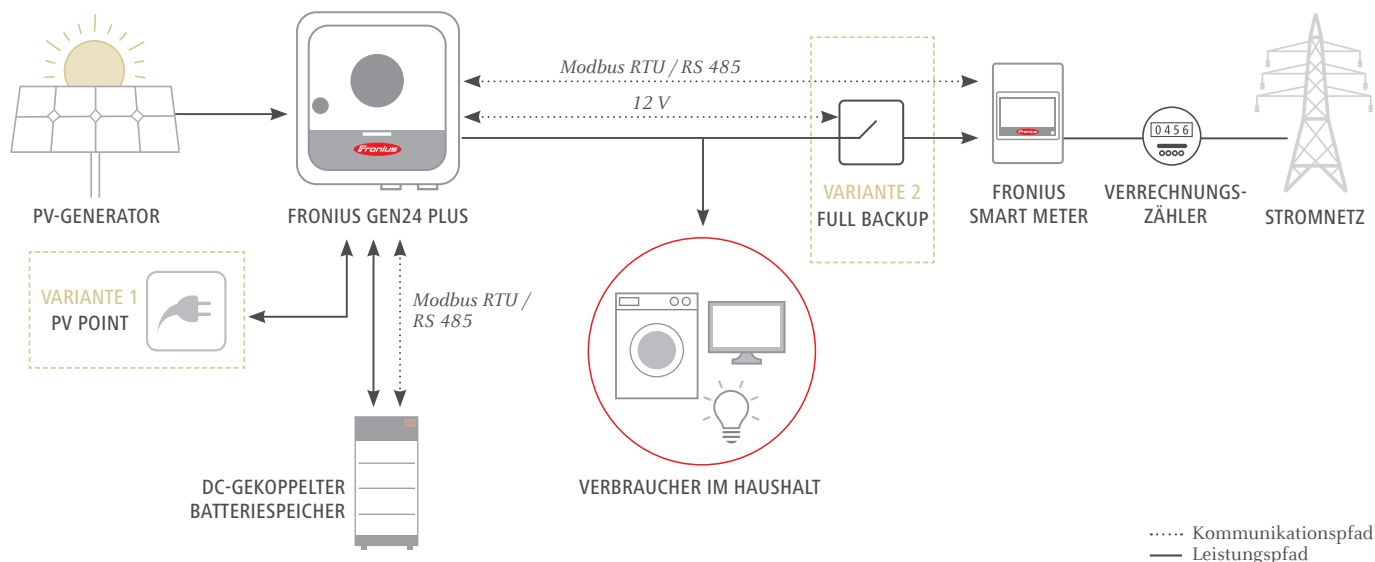 Modbus RTU / RS 485
12 V
0456
Fronius
Fronius
PV-GENERATOR
FRONIUS GEN24 PLUS
VARIANTE 2
FULL BACKUP
FRONIUS
SMART METER
VERRECHNUNGS-
ZÄHLER
STROMNETZ
VARIANTE 1
PV POINT
Modbus RTU /
RS 485
DC-GEKOPPELTER
BATTERIESPEICHER
VERBRAUCHER IM HAUSHALT
Kommunikationspfad
Leistungspfad